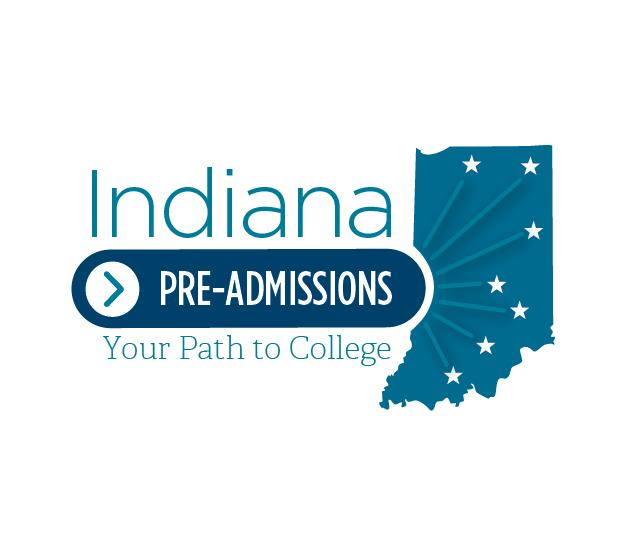 Indiana
PRE-ADMISSIONS
Your Path to College